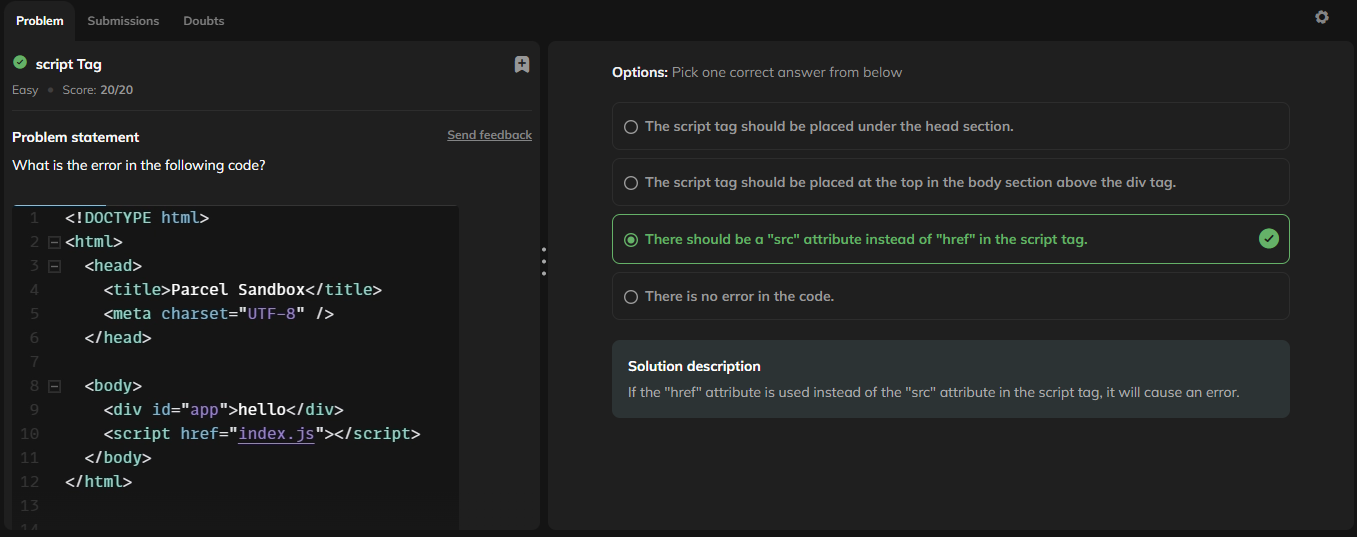 Problem Submissions Doubts
script Tag
Easy • Score: 20/20
Problem statement Send feedback
What is the error in the following code?
1 <!DOCTYPE html>
2 <html>
3 <head>
4 <title>Parcel Sandbox</title>
5 <meta charset="UTF-8" />
6 </head>
7
8 <body>
9 <div id="app">hello</div>
10 <script href="index.js"></script>
11 </body>
12 </html>
13
14
Options: Pick one correct answer from below
The script tag should be placed under the head section.
The script tag should be placed at the top in the body section above the div tag.
There should be a "src" attribute instead of "href" in the script tag.
There is no error in the code.
Solution description
If the "href" attribute is used instead of the "src" attribute in the script tag, it will cause an error.